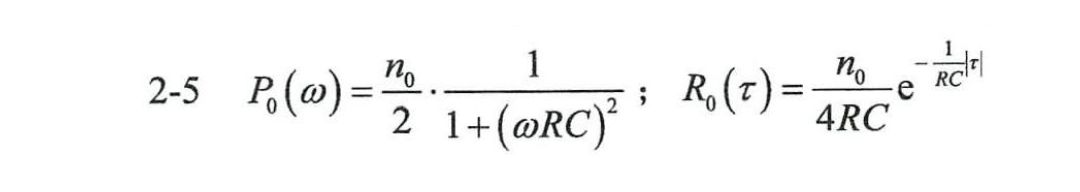 2-5 P₀(ω) = n₀/2 · 1/(1+(ωRC)²) ； R₀(τ) = n₀/(4RC) e^(-1/(RC)|τ|)